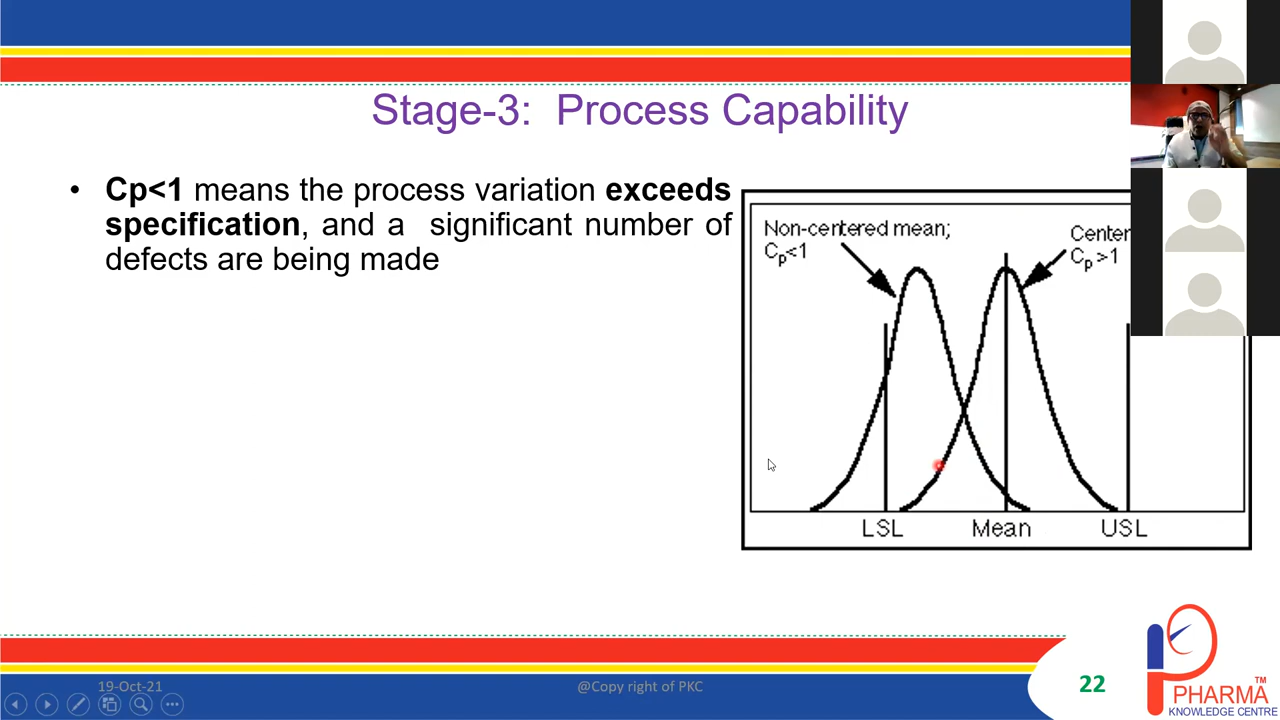 Stage-3: Process Capability
• Cp<1 means the process variation exceeds
specification, and a significant number of
defects are being made
Non-centered mean;
Cp<1
Center
Cp>1
LSL Mean USL
19-Oct-21
@Copy right of PKC
22
PHARMA TM
KNOWLEDGE CENTRE